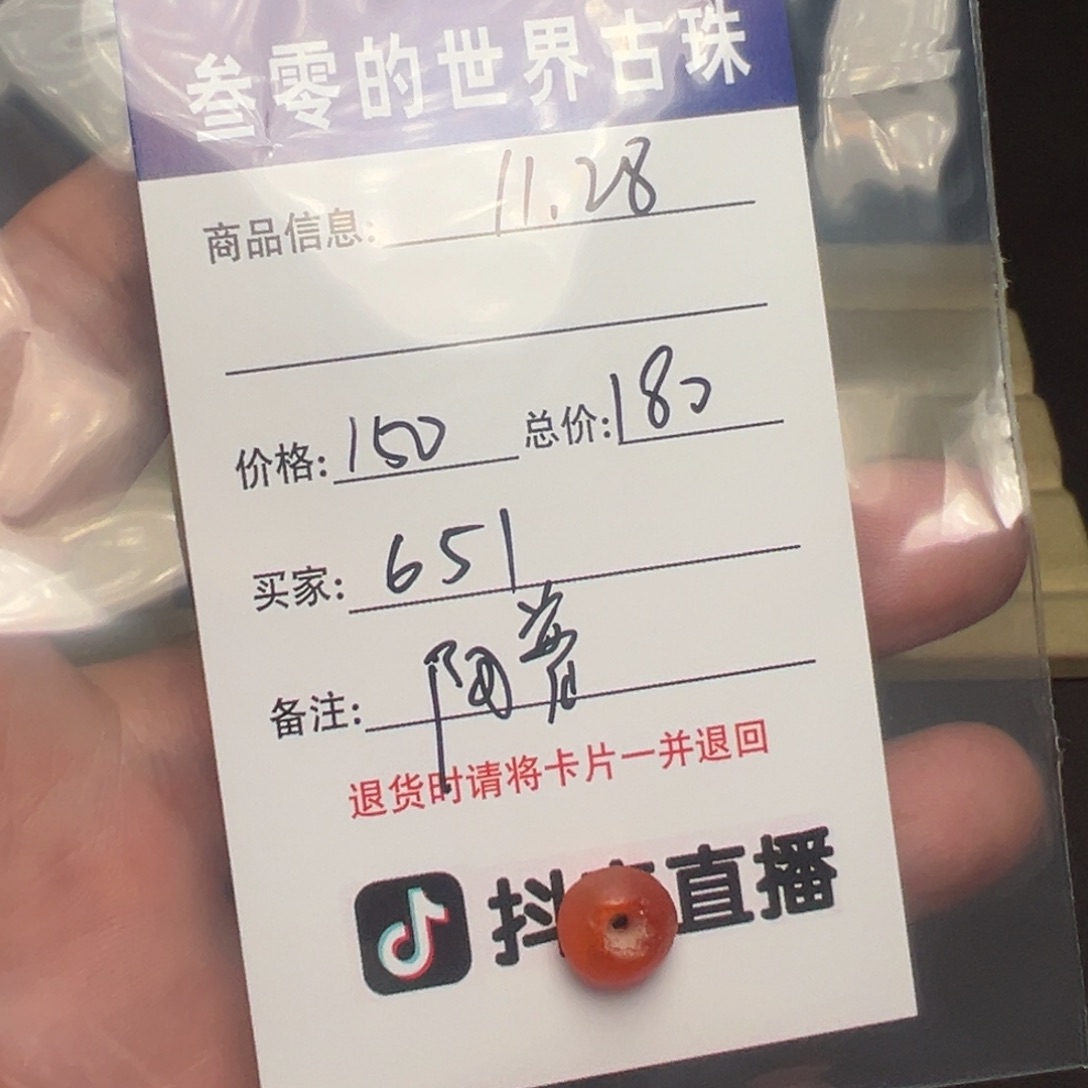 叁零的世界古珠
商品信息: 11.28
价格: 150 总价: 180
买家: 651
备注:
退货时请将卡片一并退回
抖音直播